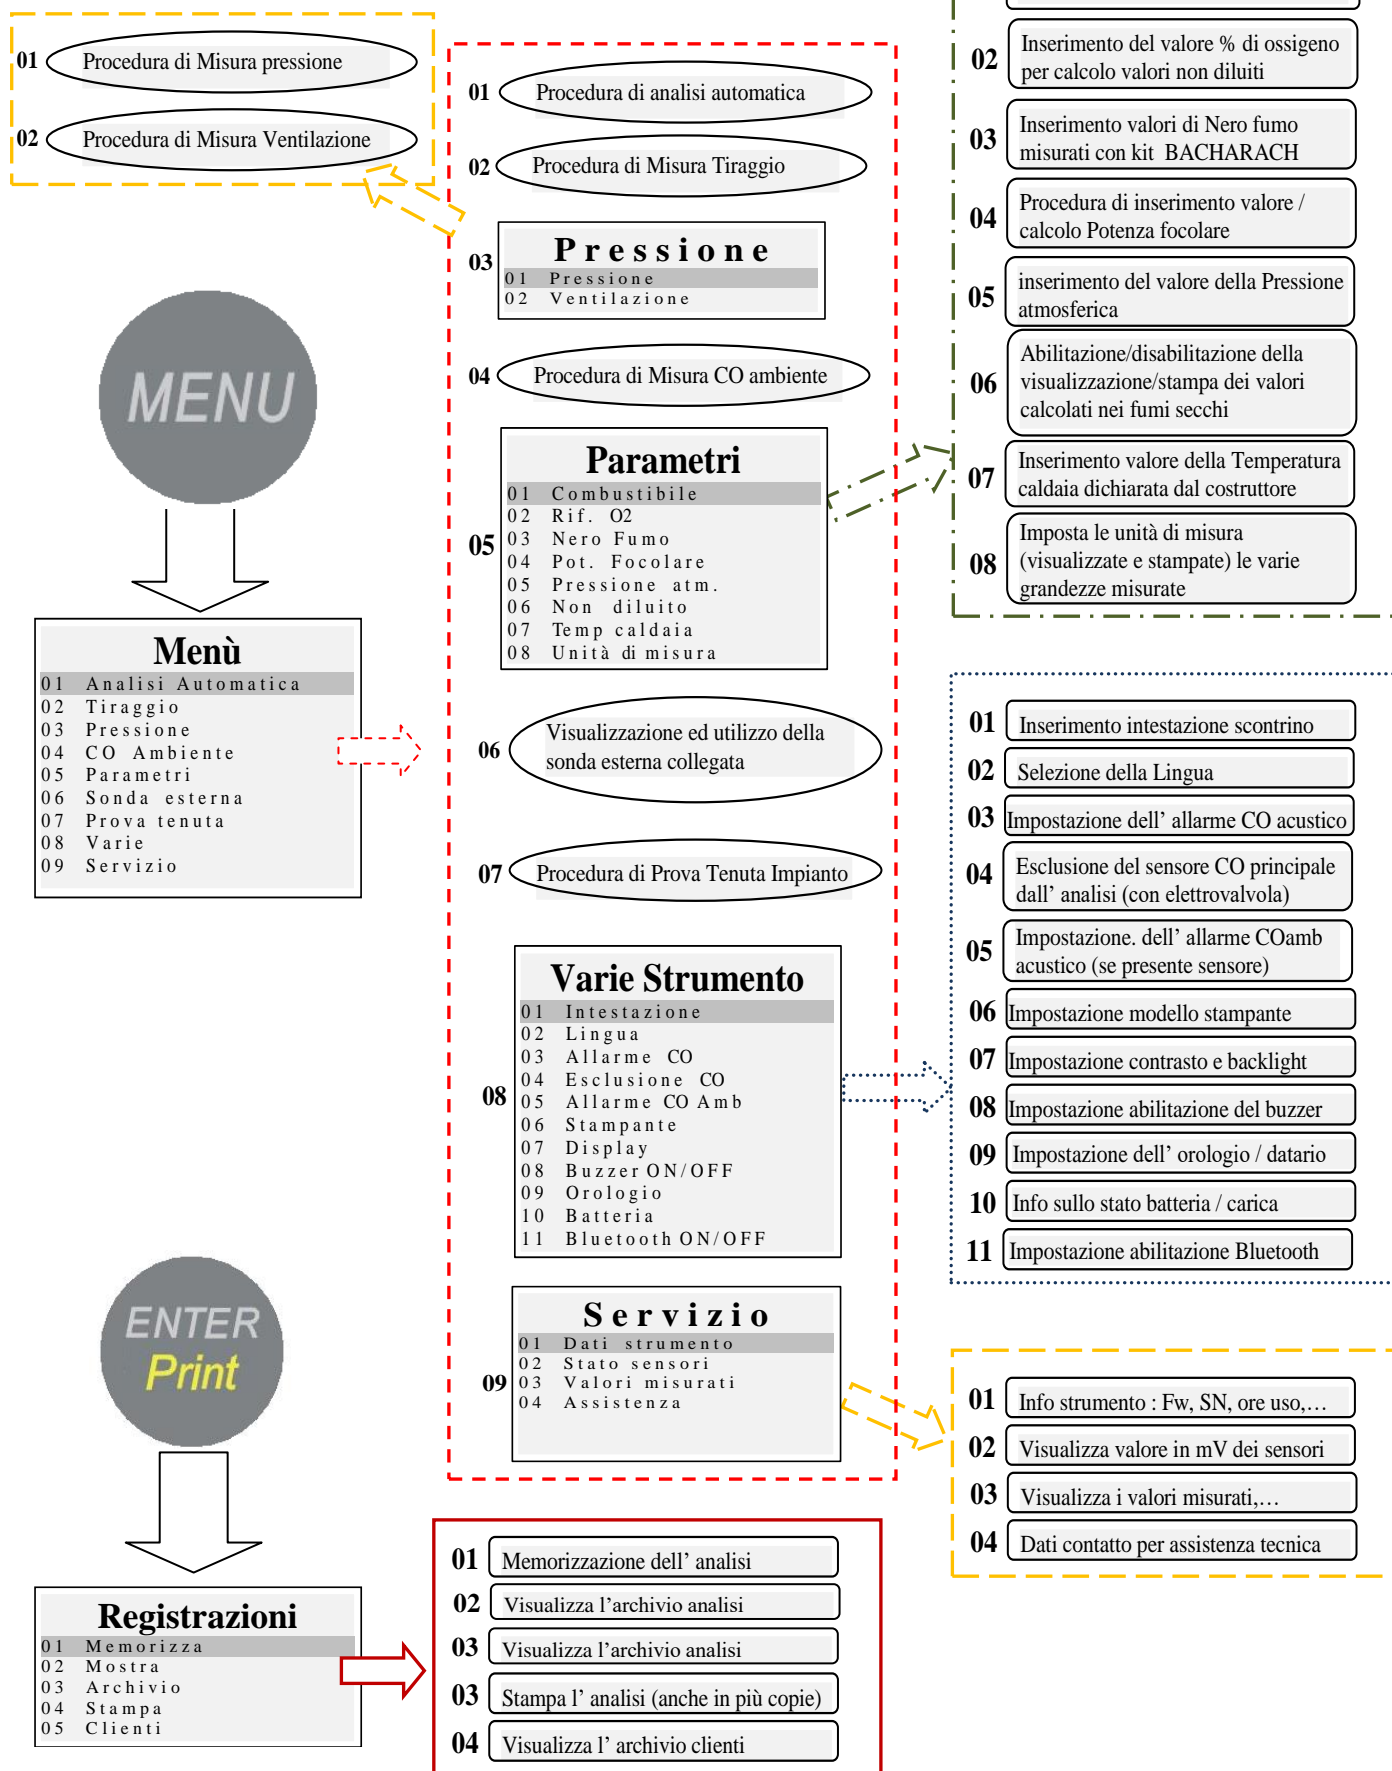 01 Procedura di Misura pressione
02 Procedura di Misura Ventilazione
MENU
Menù
01 Analisi Automatica
02 Tiraggio
03 Pressione
04 CO Ambiente
05 Parametri
06 Sonda esterna
07 Prova tenuta
08 Varie
09 Servizio
ENTER
Print
Registrazioni
01 Memorizza
02 Mostra
03 Archivio
04 Stampa
05 Clienti
01 Procedura di analisi automatica
02 Procedura di Misura Tiraggio
03
Pressione
01 Pressione
02 Ventilazione
04 Procedura di Misura CO ambiente
05
Parametri
01 Combustibile
02 Rif. O2
03 Nero Fumo
04 Pot. Focolare
05 Pressione atm.
06 Non diluito
07 Temp caldaia
08 Unità di misura
06
Visualizzazione ed utilizzo della
sonda esterna collegata
07 Procedura di Prova Tenuta Impianto
08
Varie Strumento
01 Intestazione
02 Lingua
03 Allarme CO
04 Esclusione CO
05 Allarme CO Amb
06 Stampante
07 Display
08 Buzzer ON/OFF
09 Orologio
10 Batteria
11 Bluetooth ON/OFF
09
Servizio
01 Dati strumento
02 Stato sensori
03 Valori misurati
04 Assistenza
01 Memorizzazione dell' analisi
02 Visualizza l'archivio analisi
03 Visualizza l'archivio analisi
03 Stampa l' analisi (anche in più copie)
04 Visualizza l' archivio clienti
02 Inserimento del valore % di ossigeno
per calcolo valori non diluiti
03 Inserimento valori di Nero fumo
misurati con kit BACHARACH
04 Procedura di inserimento valore /
calcolo Potenza focolare
05 inserimento del valore della Pressione
atmosferica
06 Abilitazione/disabilitazione della
visualizzazione/stampa dei valori
calcolati nei fumi secchi
07 Inserimento valore della Temperatura
caldaia dichiarata dal costruttore
08 Imposta le unità di misura
(visualizzate e stampate) le varie
grandezze misurate
01 Inserimento intestazione scontrino
02 Selezione della Lingua
03 Impostazione dell' allarme CO acustico
04 Esclusione del sensore CO principale
dall' analisi (con elettrovalvola)
05 Impostazione. dell' allarme COamb
acustico (se presente sensore)
06 Impostazione modello stampante
07 Impostazione contrasto e backlight
08 Impostazione abilitazione del buzzer
09 Impostazione dell' orologio / datario
10 Info sullo stato batteria / carica
11 Impostazione abilitazione Bluetooth
01 Info strumento : Fw, SN, ore uso,…
02 Visualizza valore in mV dei sensori
03 Visualizza i valori misurati,…
04 Dati contatto per assistenza tecnica